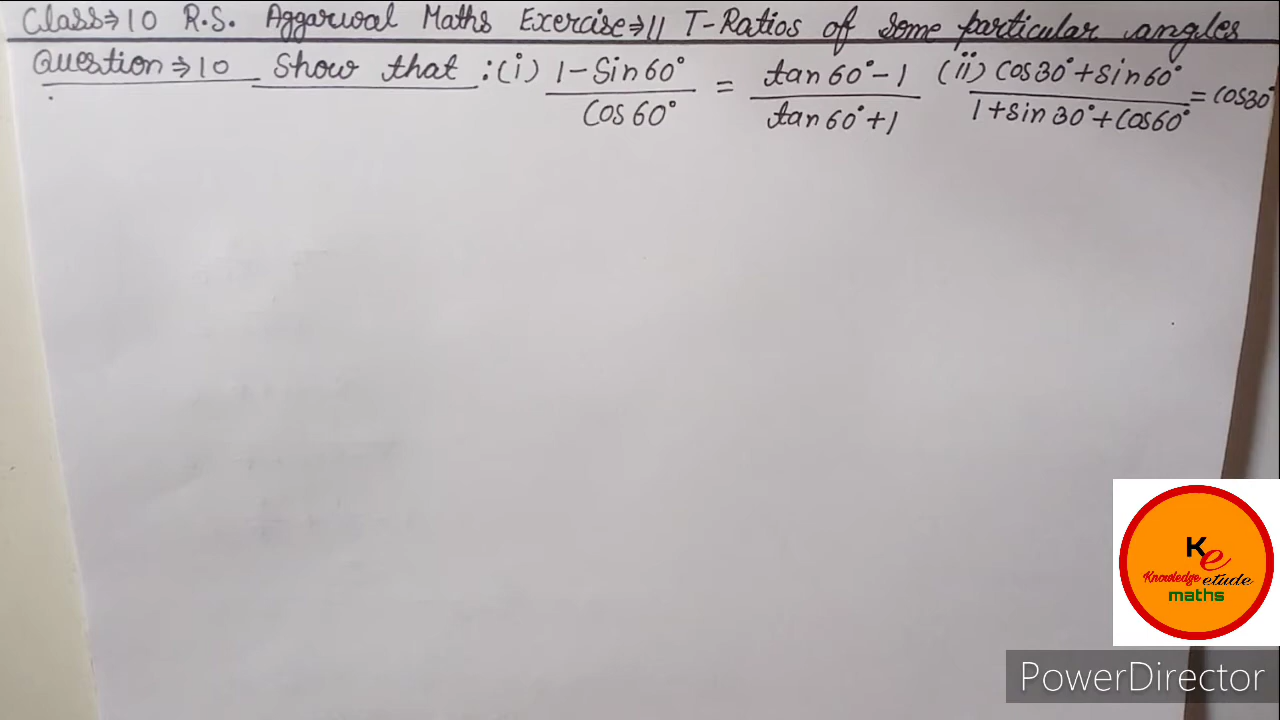 Class⇒10 R.S. Aggarwal Maths Exercise⇒11 T-Ratios of some particular angles
Question⇒10 Show that :(i) 1-Sin60°/Cos60° = tan60°-1/tan60°+1 (ii) Cos30°+Sin60°/1+sin30°+Cos60° = Cos30°
Ke
Knowledge etude
maths
PowerDirector